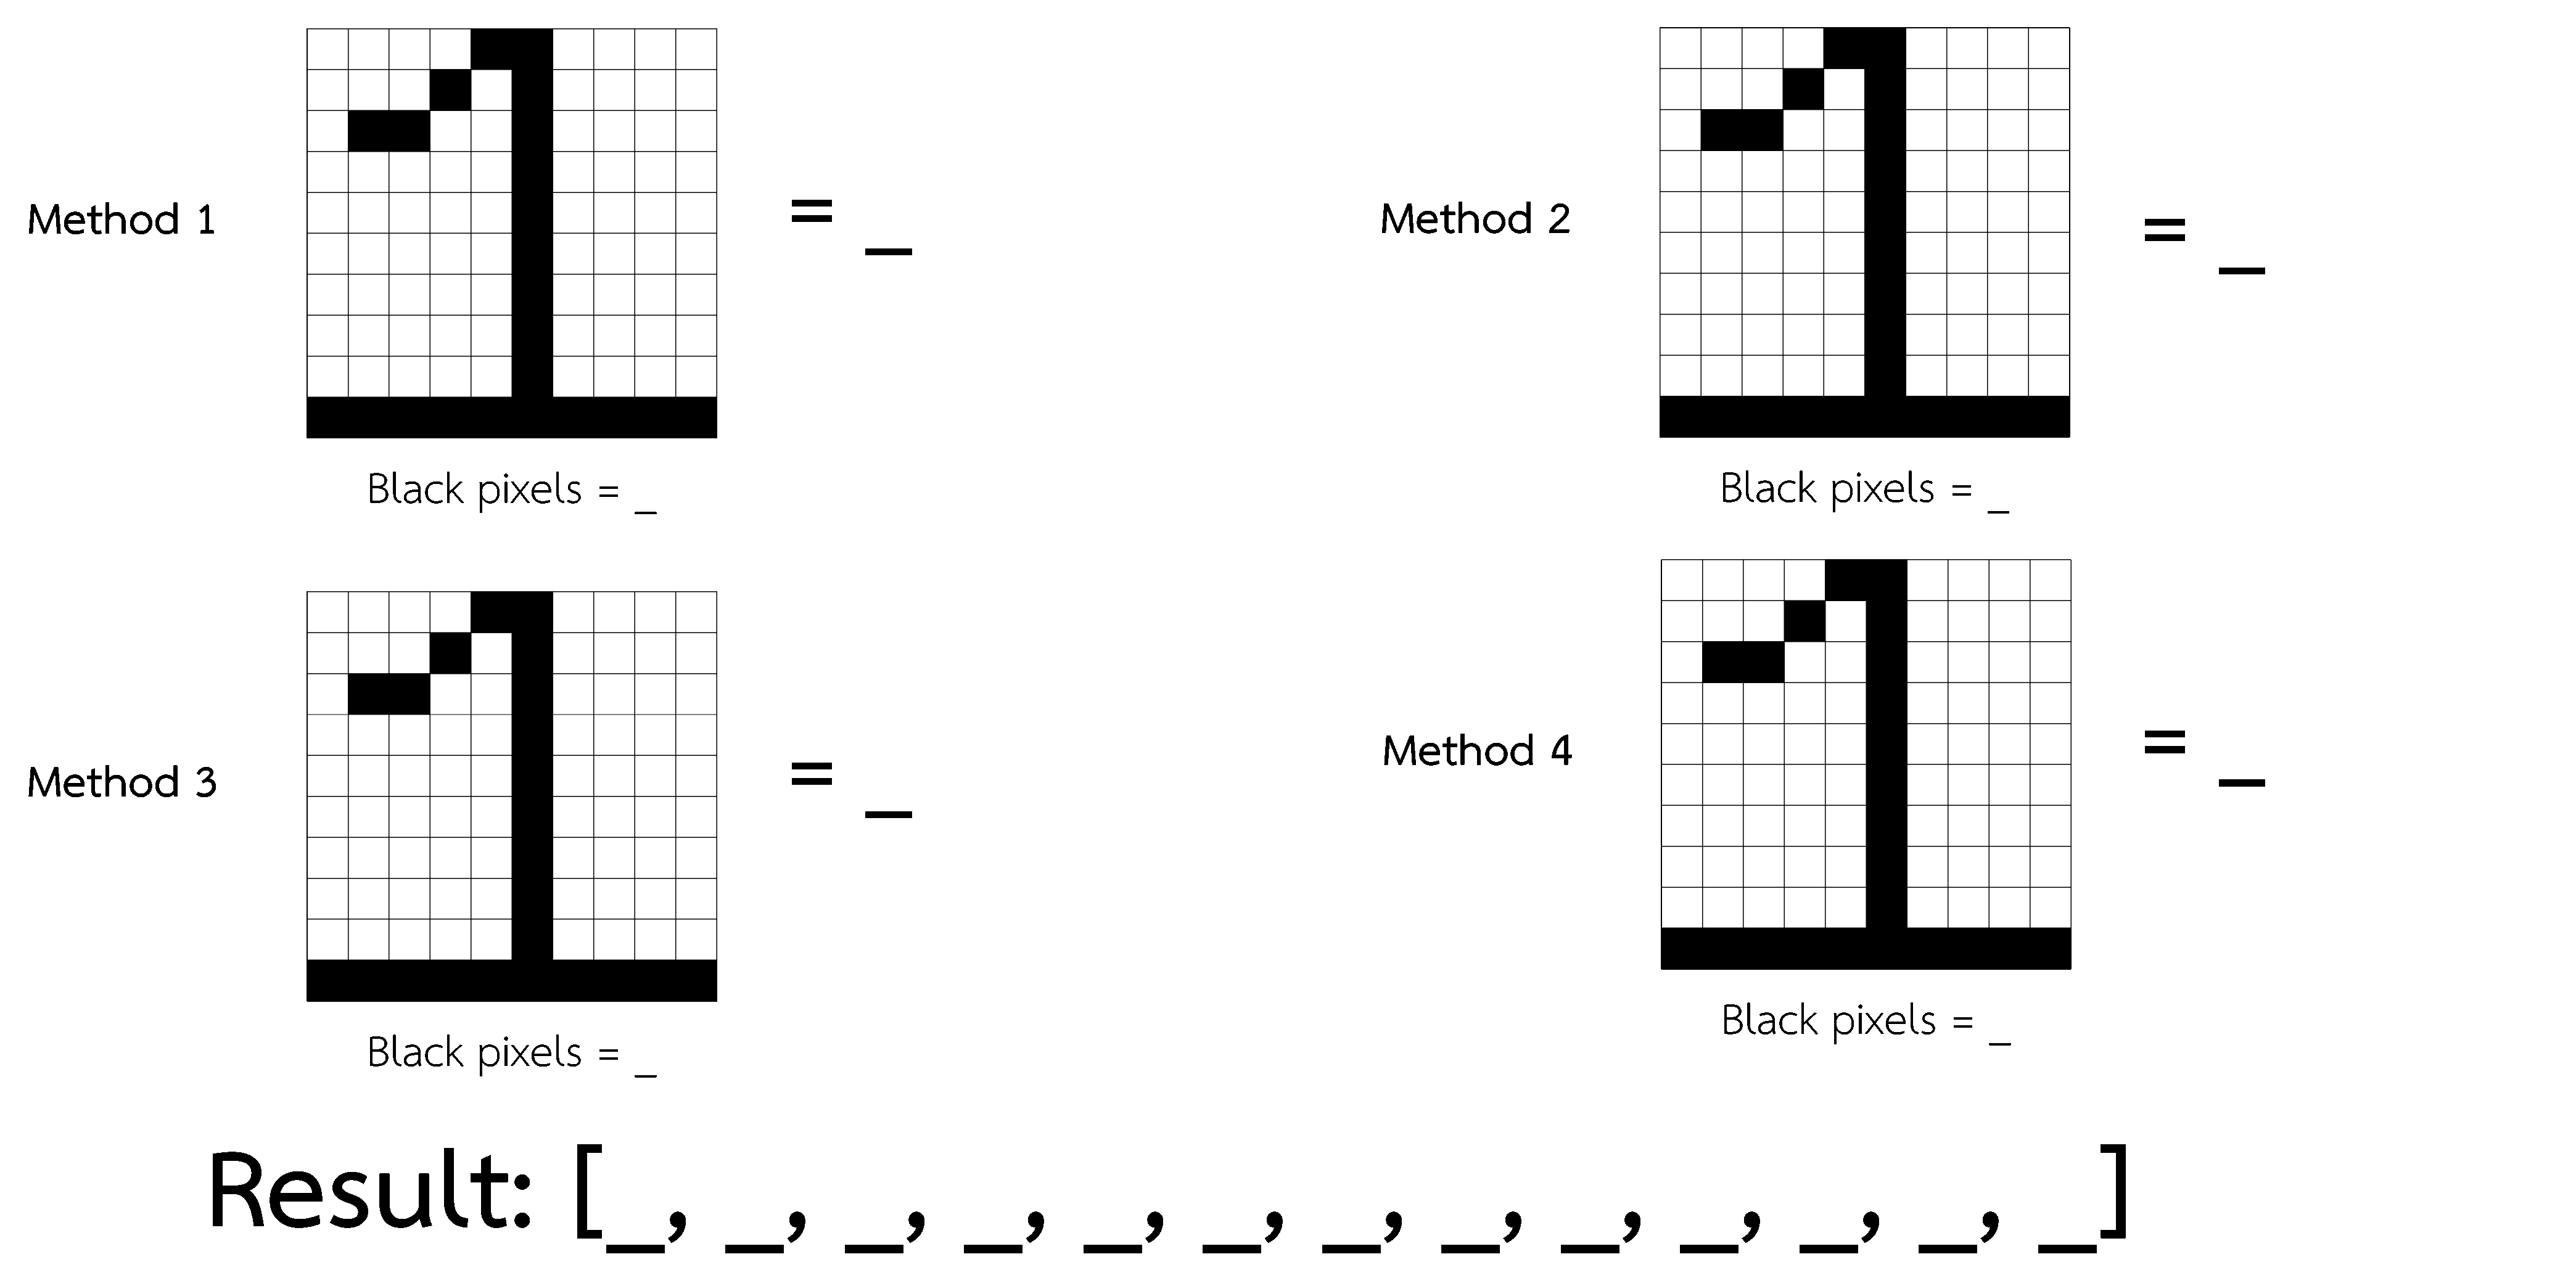 Method 1
= _
Black pixels = _
Method 2
= _
Black pixels = _
Method 3
= _
Black pixels = _
Method 4
= _
Black pixels = _
Result: [_, _, _, _, _, _, _, _, _, _, _, _, _]